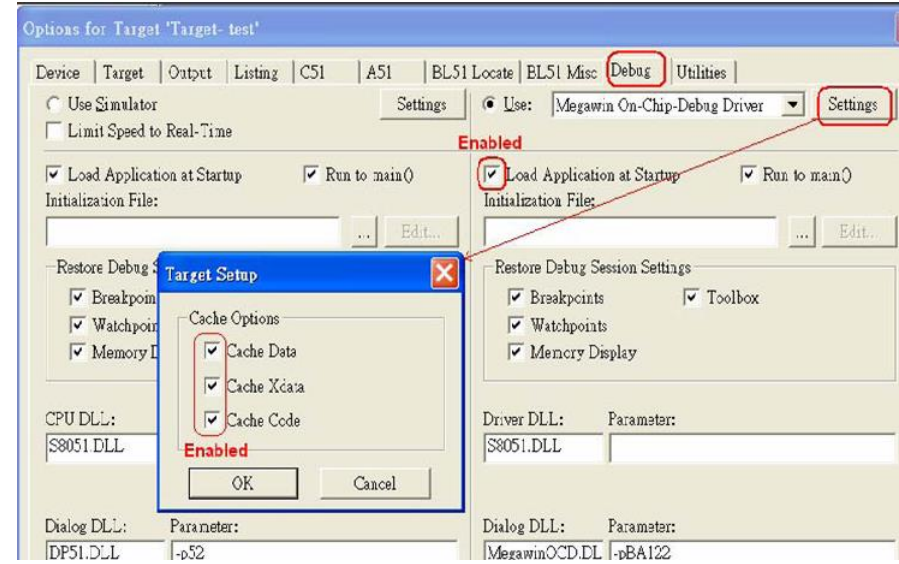 Options for Target 'Target- test'
Device Target Output Listing C51 A51 BL51 Locate BL51 Misc Debug Utilities
Use Simulator Settings Use: Megawin On-Chip-Debug Driver Settings
Limit Speed to Real-Time
Enabled
Load Application at Startup Run to main() Load Application at Startup Run to main()
Initialization File: Initialization File:
... Edit... ... Edit...
Restore Debug S Restore Debug Session Settings
Target Setup
Breakpoin Breakpoints Toolbox
Cache Options
Watchpoin Watchpoints
Cache Data
Memory D Memory Display
Cache Xdata
Cache Code
CPU DLL: Driver DLL: Parameter:
S8051.DLL S8051.DLL
Enabled
OK Cancel
Dialog DLL: Parameter: Dialog DLL: Parameter:
DP51.DLL -p52 MegawinOCD.DL -pBA122